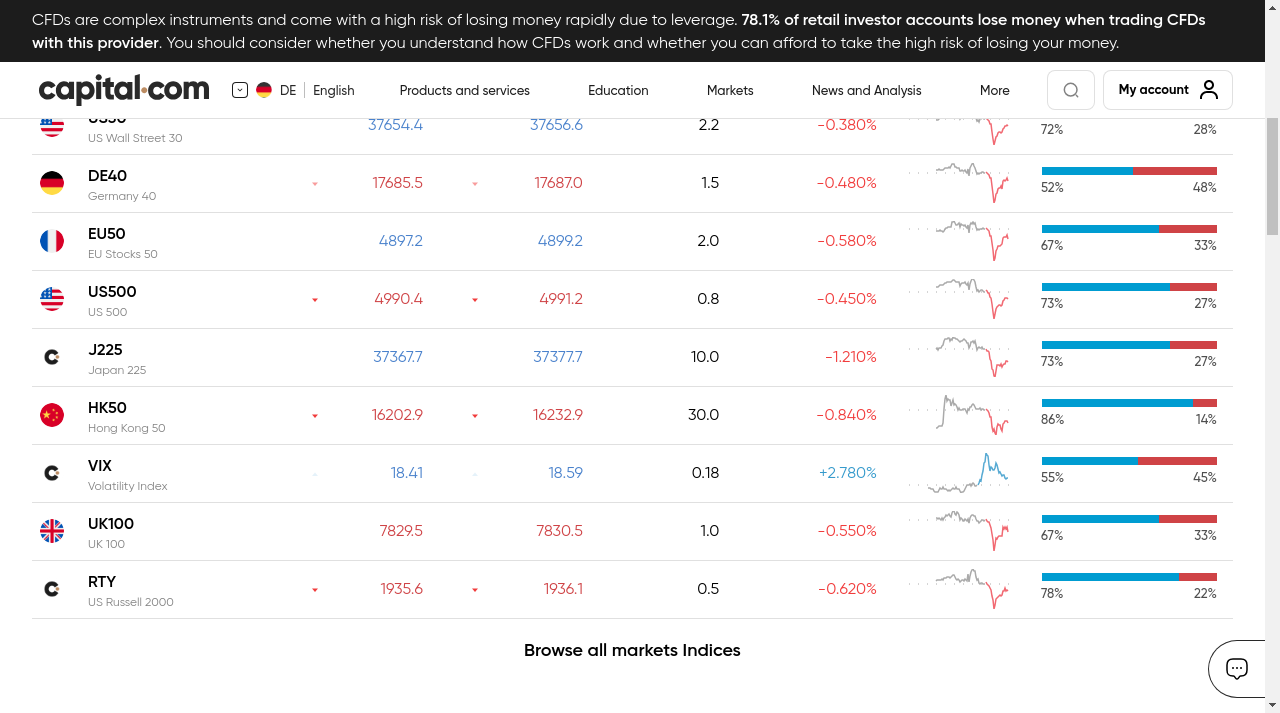 CFDs are complex instruments and come with a high risk of losing money rapidly due to leverage. 78.1% of retail investor accounts lose money when trading CFDs
with this provider. You should consider whether you understand how CFDs work and whether you can afford to take the high risk of losing your money.
capital.com DE English Products and services Education Markets News and Analysis More My account
US30 37654.4 37656.6 2.2 -0.380%
US Wall Street 30 72% 28%
DE40 17685.5 17687.0 1.5 -0.480%
Germany 40 52% 48%
EU50 4897.2 4899.2 2.0 -0.580%
EU Stocks 50 67% 33%
US500 4990.4 4991.2 0.8 -0.450%
US 500 73% 27%
J225 37367.7 37377.7 10.0 -1.210%
Japan 225 73% 27%
HK50 16202.9 16232.9 30.0 -0.840%
Hong Kong 50 86% 14%
VIX 18.41 18.59 0.18 +2.780%
Volatility Index 55% 45%
UK100 7829.5 7830.5 1.0 -0.550%
UK 100 67% 33%
RTY 1935.6 1936.1 0.5 -0.620%
US Russell 2000 78% 22%
Browse all markets Indices